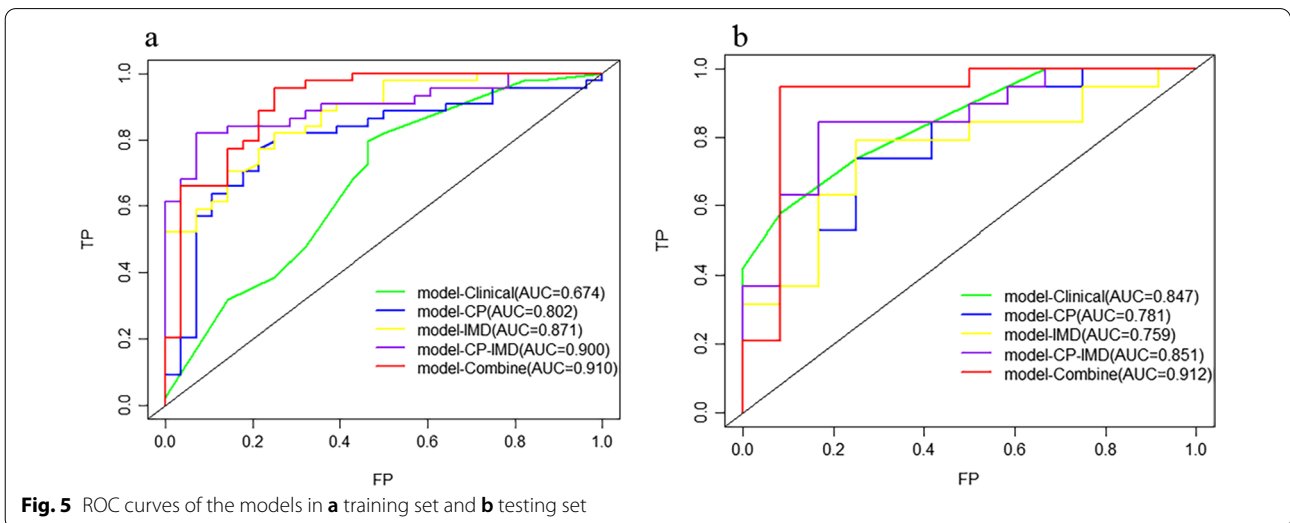 a
1.0
0.8
0.6
0.4
0.2
0.0
TP
model-Clinical(AUC=0.674)
model-CP(AUC=0.802)
model-IMD(AUC=0.871)
model-CP-IMD(AUC=0.900)
model-Combine(AUC=0.910)
0.0 0.2 0.4 0.6 0.8 1.0
FP
b
1.0
0.8
0.6
0.4
0.2
0.0
TP
model-Clinical(AUC=0.847)
model-CP(AUC=0.781)
model-IMD(AUC=0.759)
model-CP-IMD(AUC=0.851)
model-Combine(AUC=0.912)
0.0 0.2 0.4 0.6 0.8 1.0
FP
Fig. 5 ROC curves of the models in a training set and b testing set